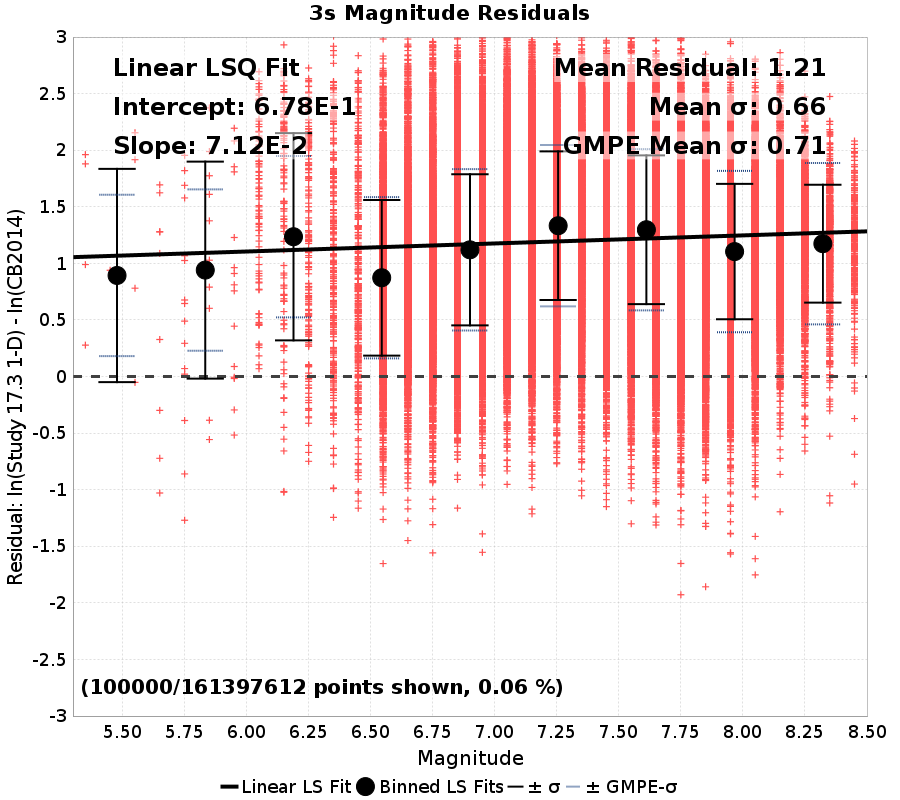 3s Magnitude Residuals
Linear LSQ Fit
Intercept: 6.78E-1
Slope: 7.12E-2
Mean Residual: 1.21
Mean σ: 0.66
GMPE Mean σ: 0.71
Residual: ln(Study 17.3 1-D) - ln(CB2014)
3
2.5
2
1.5
1
0.5
0
-0.5
-1
-1.5
-2
-2.5
-3
(100000/161397612 points shown, 0.06 %)
5.50 5.75 6.00 6.25 6.50 6.75 7.00 7.25 7.50 7.75 8.00 8.25 8.50
Magnitude
Linear LS Fit Binned LS Fits ± σ ± GMPE-σ